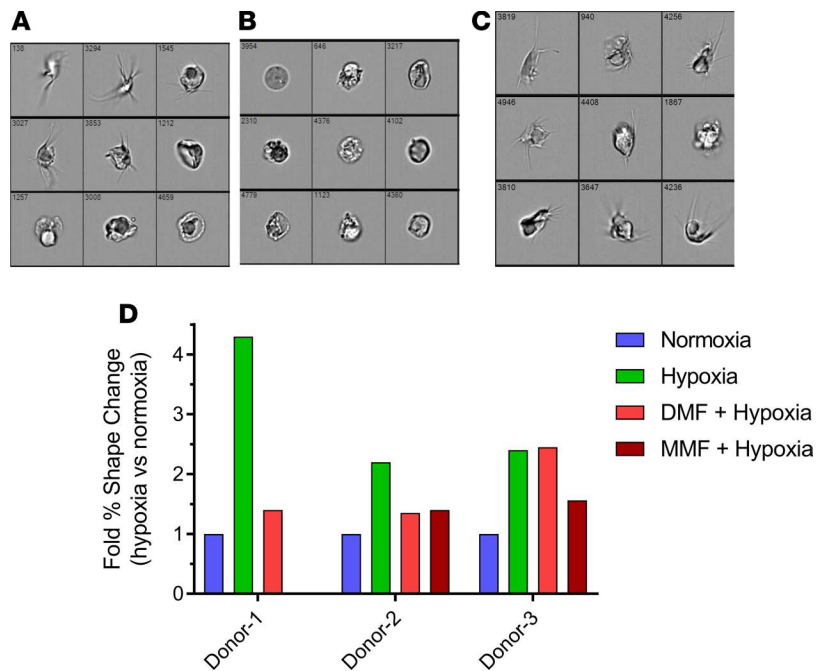 A
138 3294 1545
3027 3853 1212
1257 3008 4659
B
3954 646 3217
2310 4376 4102
4779 1123 4360
C
3819 940 4256
4946 4408 1867
3810 3647 4236
D
Fold % Shape Change
(hypoxia vs normoxia)
4
3
2
1
0
Donor-1 Donor-2 Donor-3
Normoxia
Hypoxia
DMF + Hypoxia
MMF + Hypoxia